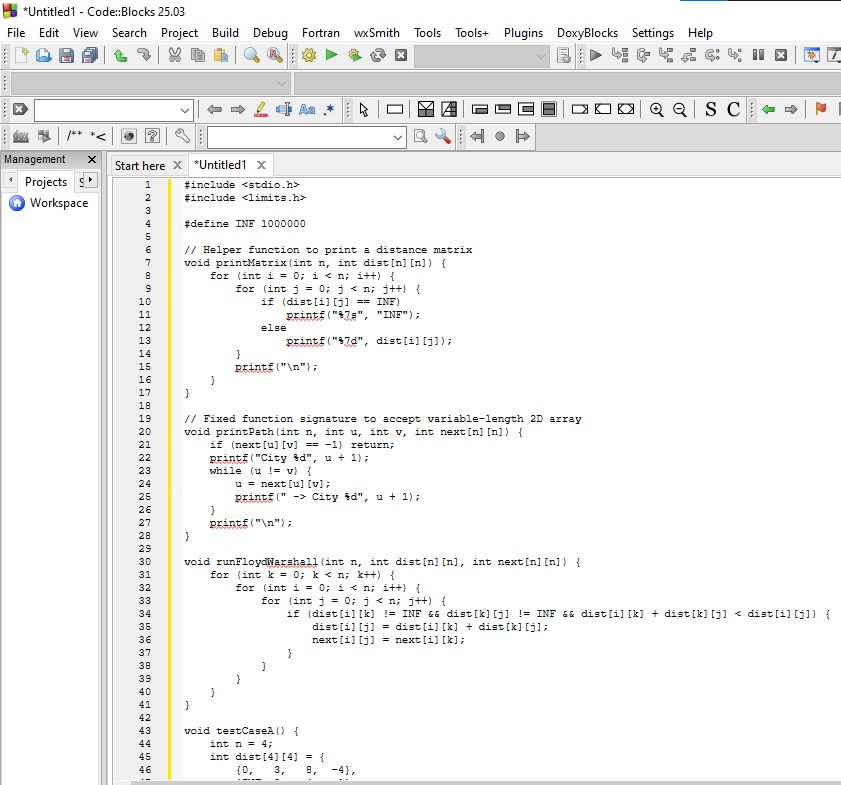 *Untitled1 - Code::Blocks 25.03
File Edit View Search Project Build Debug Fortran wxSmith Tools Tools+ Plugins DoxyBlocks Settings Help
Aa .* S C
/** *<
Management
Start here *Untitled1
Projects
Workspace
1 #include <stdio.h>
2 #include <limits.h>
3
4 #define INF 1000000
5
6 // Helper function to print a distance matrix
7 void printMatrix(int n, int dist[n][n]) {
8 for (int i = 0; i < n; i++) {
9 for (int j = 0; j < n; j++) {
10 if (dist[i][j] == INF)
11 printf("%7s", "INF");
12 else
13 printf("%7d", dist[i][j]);
14 }
15 printf("\n");
16 }
17 }
18
19 // Fixed function signature to accept variable-length 2D array
20 void printPath(int n, int u, int v, int next[n][n]) {
21 if (next[u][v] == -1) return;
22 printf("City %d", u + 1);
23 while (u != v) {
24 u = next[u][v];
25 printf(" -> City %d", u + 1);
26 }
27 printf("\n");
28 }
29
30 void runFloydWarshall(int n, int dist[n][n], int next[n][n]) {
31 for (int k = 0; k < n; k++) {
32 for (int i = 0; i < n; i++) {
33 for (int j = 0; j < n; j++) {
34 if (dist[i][k] != INF && dist[k][j] != INF && dist[i][k] + dist[k][j] < dist[i][j]) {
35 dist[i][j] = dist[i][k] + dist[k][j];
36 next[i][j] = next[i][k];
37 }
38 }
39 }
40 }
41 }
42
43 void testCaseA() {
44 int n = 4;
45 int dist[4][4] = {
46 {0, 3, 8, -4},